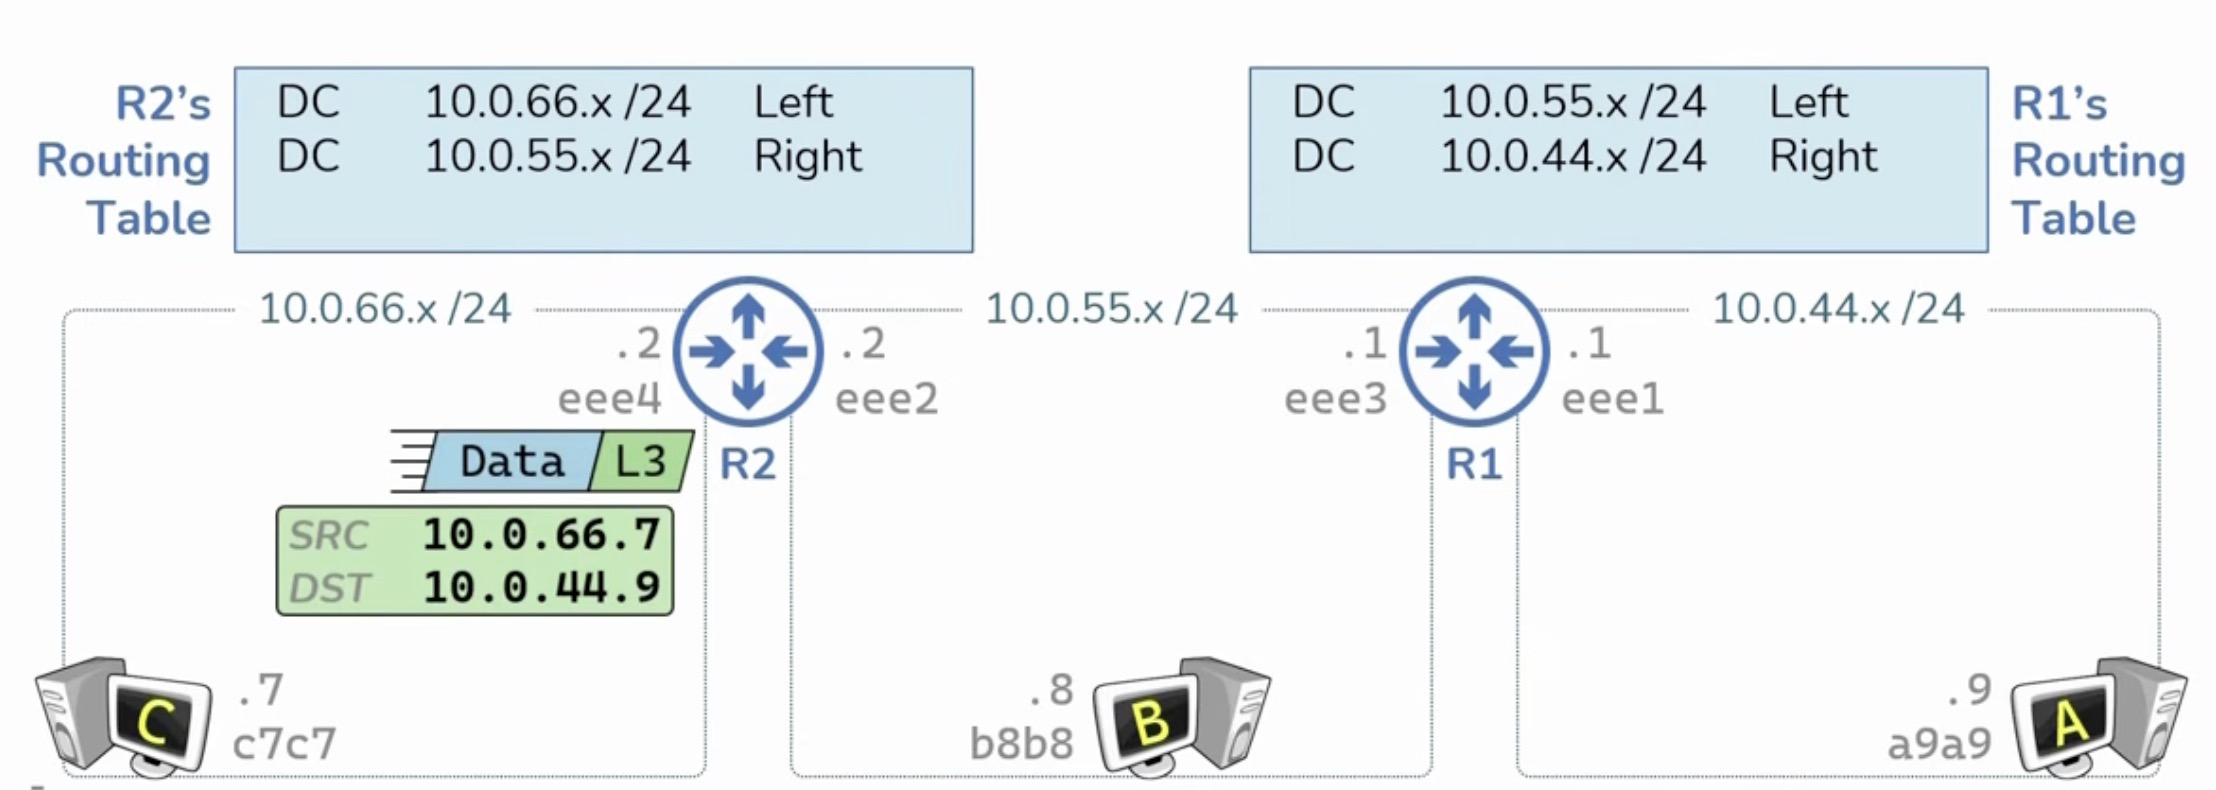 R2's
Routing
Table
DC 10.0.66.x /24 Left
DC 10.0.55.x /24 Right
DC 10.0.55.x /24 Left
DC 10.0.44.x /24 Right
R1's
Routing
Table
10.0.66.x /24
10.0.55.x /24
10.0.44.x /24
.2
eee4
.2
eee2
.1
eee3
.1
eee1
R2
R1
Data L3
SRC 10.0.66.7
DST 10.0.44.9
C
.7
c7c7
.8
b8b8
B
.9
a9a9
A